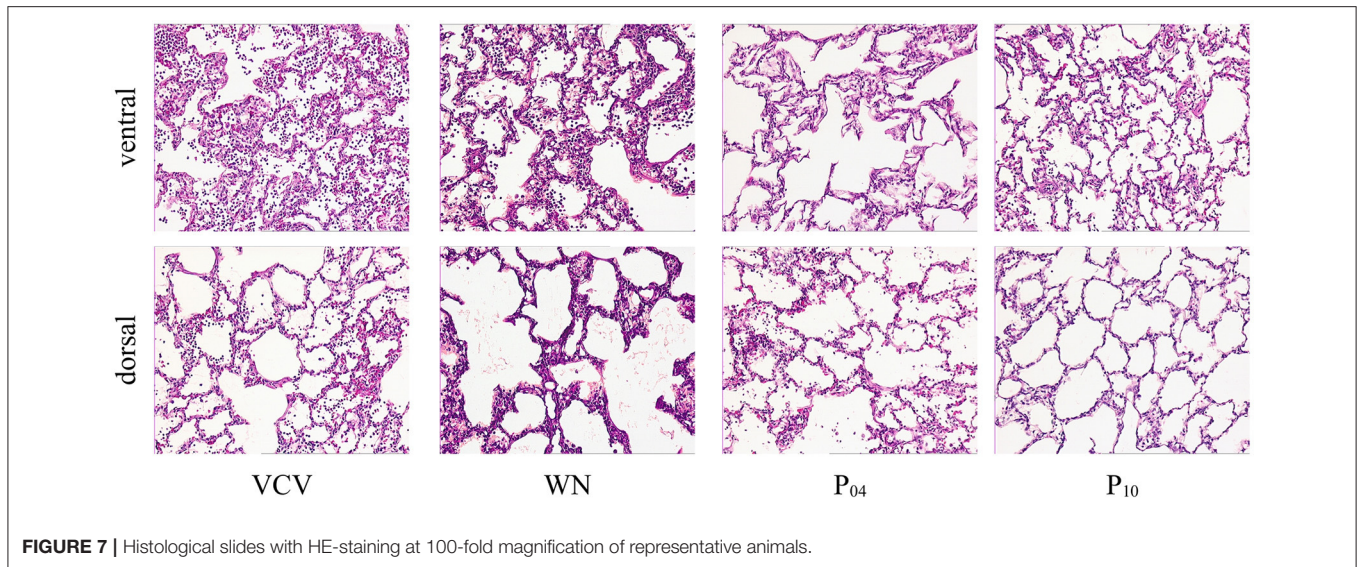 ventral
dorsal
VCV WN P₀₄ P₁₀
FIGURE 7 | Histological slides with HE-staining at 100-fold magnification of representative animals.